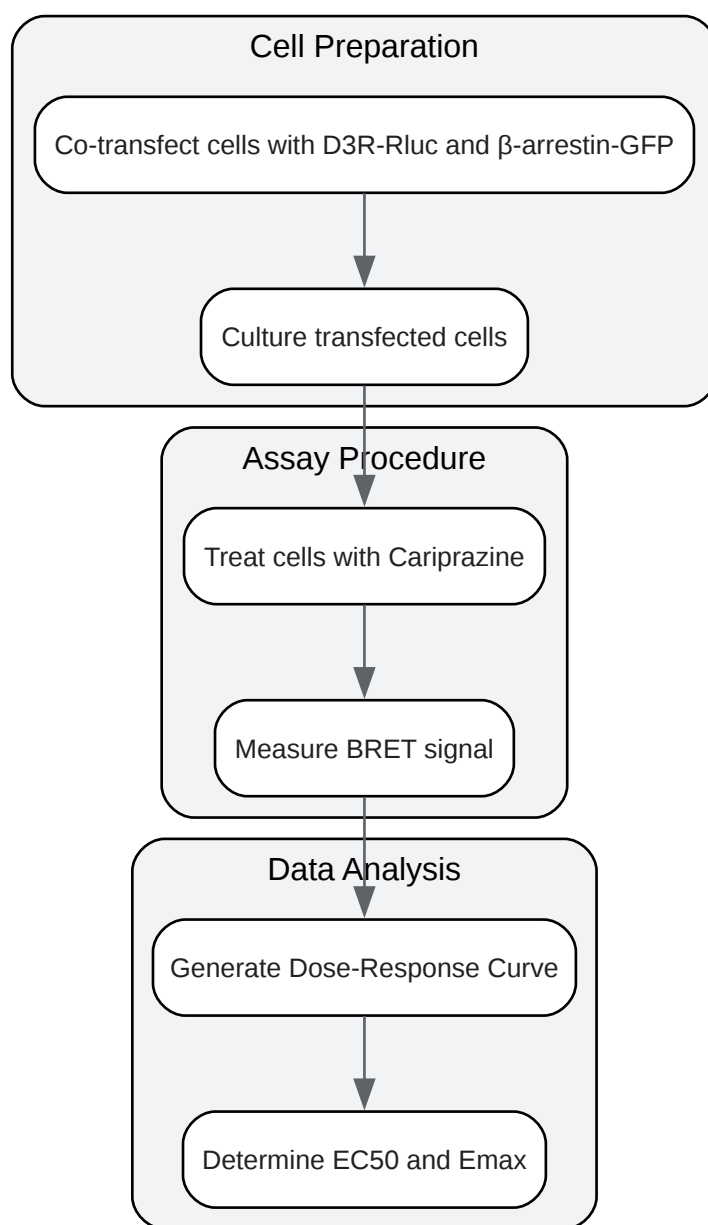 Cell Preparation
Co-transfect cells with D3R-Rluc and β-arrestin-GFP
Culture transfected cells
Assay Procedure
Treat cells with Cariprazine
Measure BRET signal
Data Analysis
Generate Dose-Response Curve
Determine EC50 and Emax